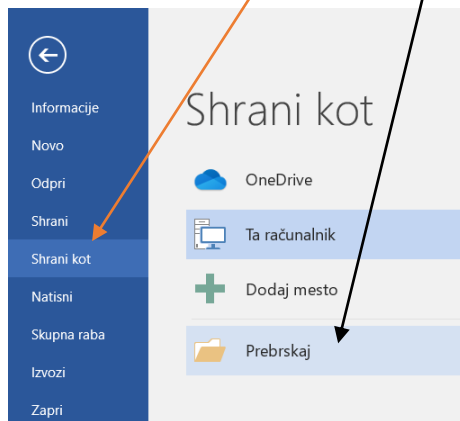 Informacije
Novo
Odpri
Shrani
Shrani kot
Natisni
Skupna raba
Izvozi
Zapri
Shrani kot
OneDrive
Ta računalnik
Dodaj mesto
Prebrskaj